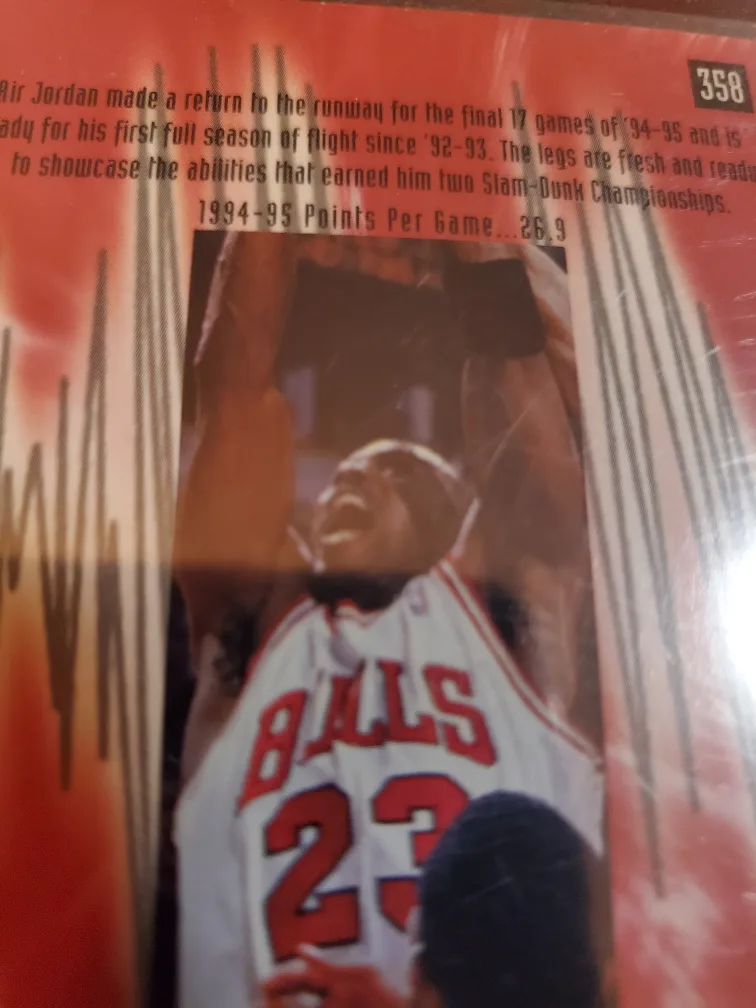 358
Air Jordan made a return to the runway for the final 17 games of '94-95 and is
ady for his first full season of flight since '92-93. The legs are fresh and ready
to showcase the abilities that earned him two Slam-Dunk Championships.
1994-95 Points Per Game...26.9
BULLS
23